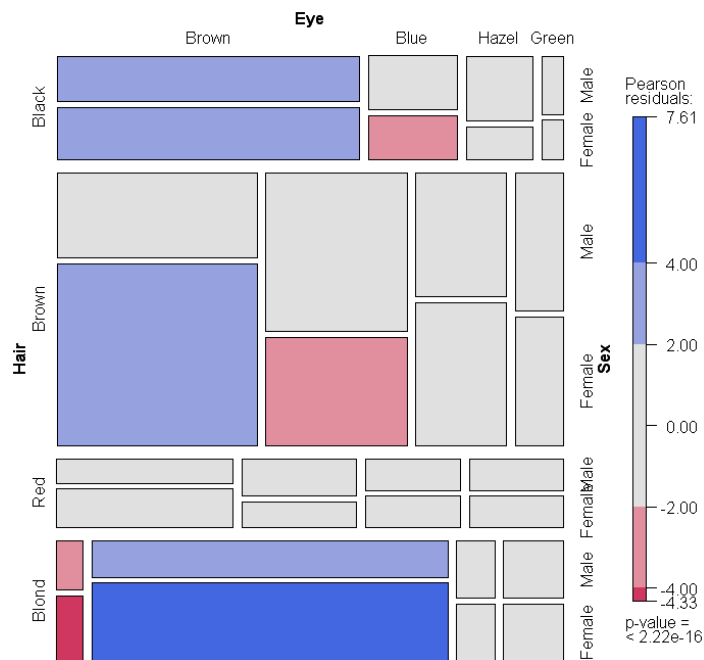 Eye
Brown Blue Hazel Green
Black
Male
Female
Brown
Male
Female
Red
Male
Female
Blond
Male
Female
Hair
Sex
Pearson
residuals:
7.61
4.00
2.00
0.00
-2.00
-4.00
-4.33
p-value =
< 2.22e-16